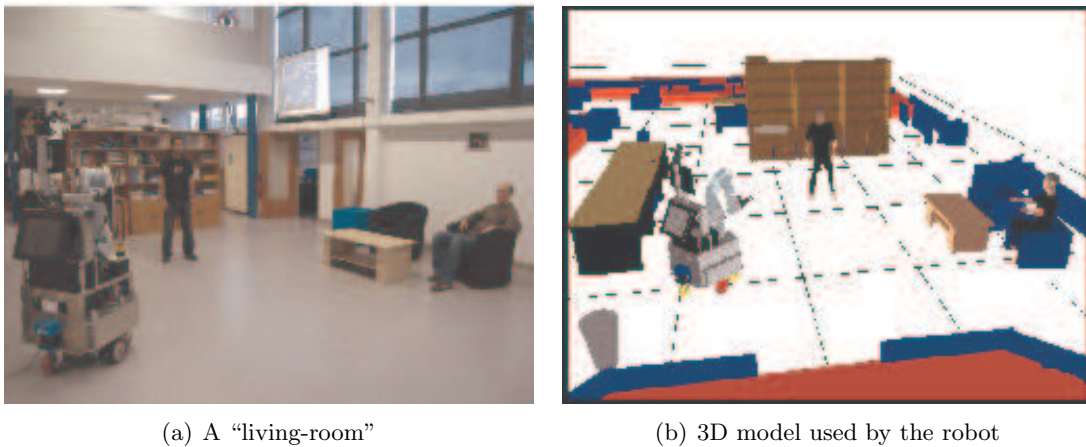 (a) A “living-room”
(b) 3D model used by the robot